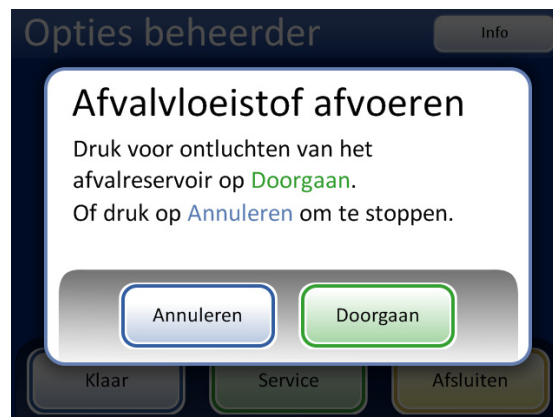 Opties beheerder
Info
Afvalvloeistof afvoeren
Druk voor ontluchten van het
afvalreservoir op Doorgaan.
Of druk op Annuleren om te stoppen.
Annuleren
Doorgaan
Klaar
Service
Afsluiten